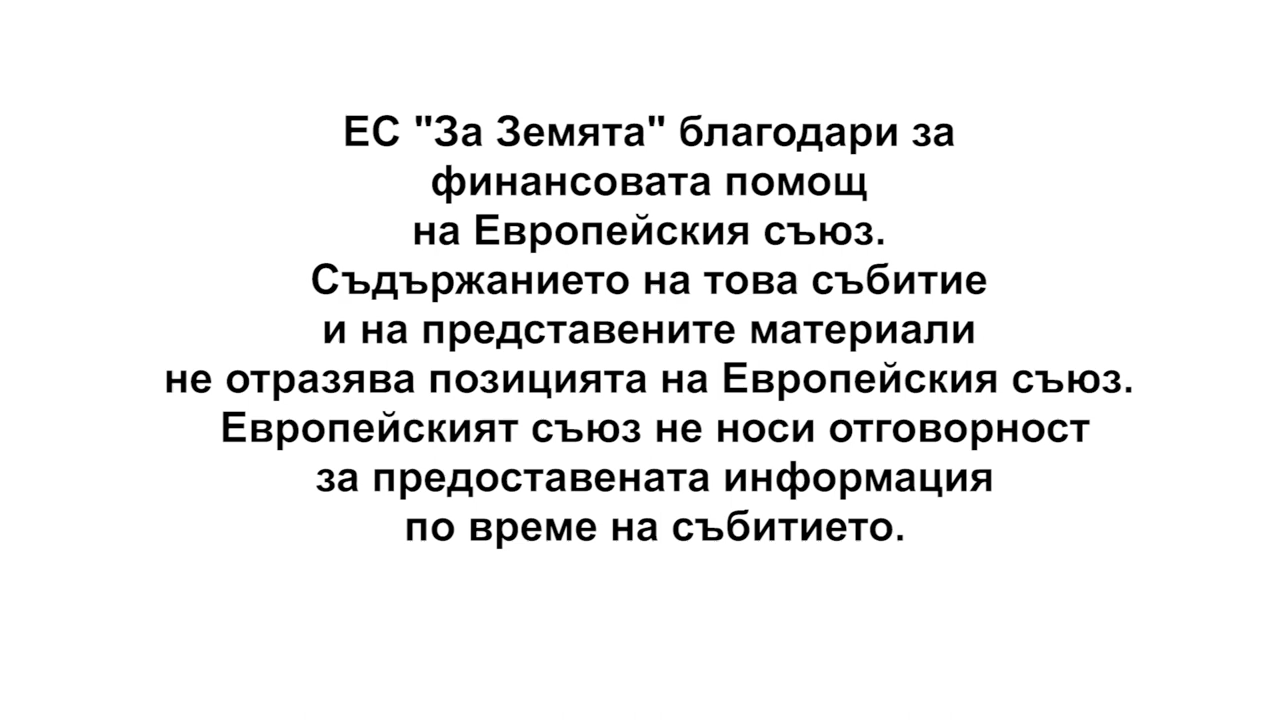 ЕС "За Земята" благодари за
финансовата помощ
на Европейския съюз.
Съдържанието на това събитие
и на представените материали
не отразява позицията на Европейския съюз.
Европейският съюз не носи отговорност
за предоставената информация
по време на събитието.